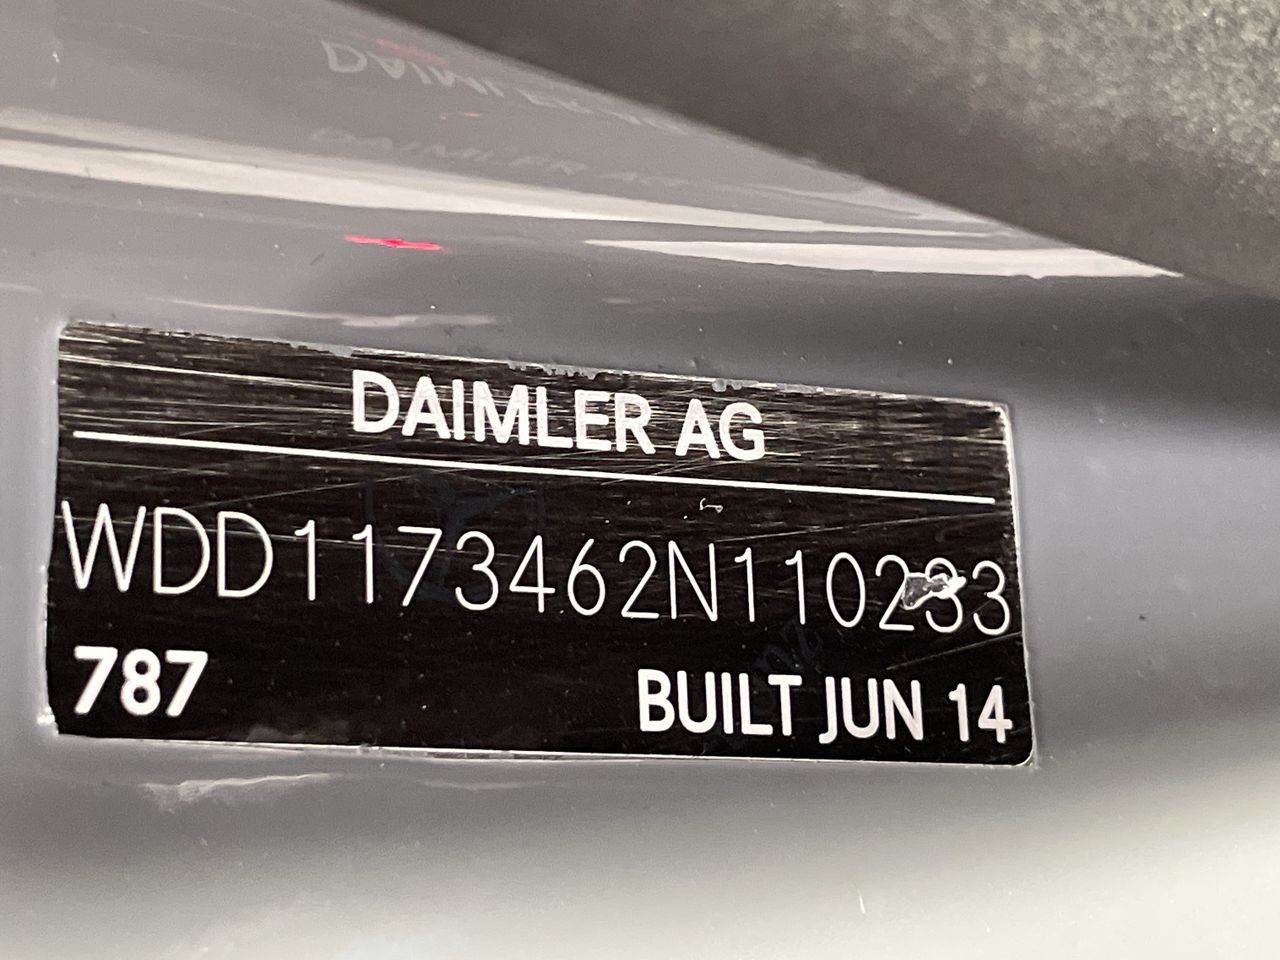 DAIMLER AG
WDD1173462N110233
787
BUILT JUN 14